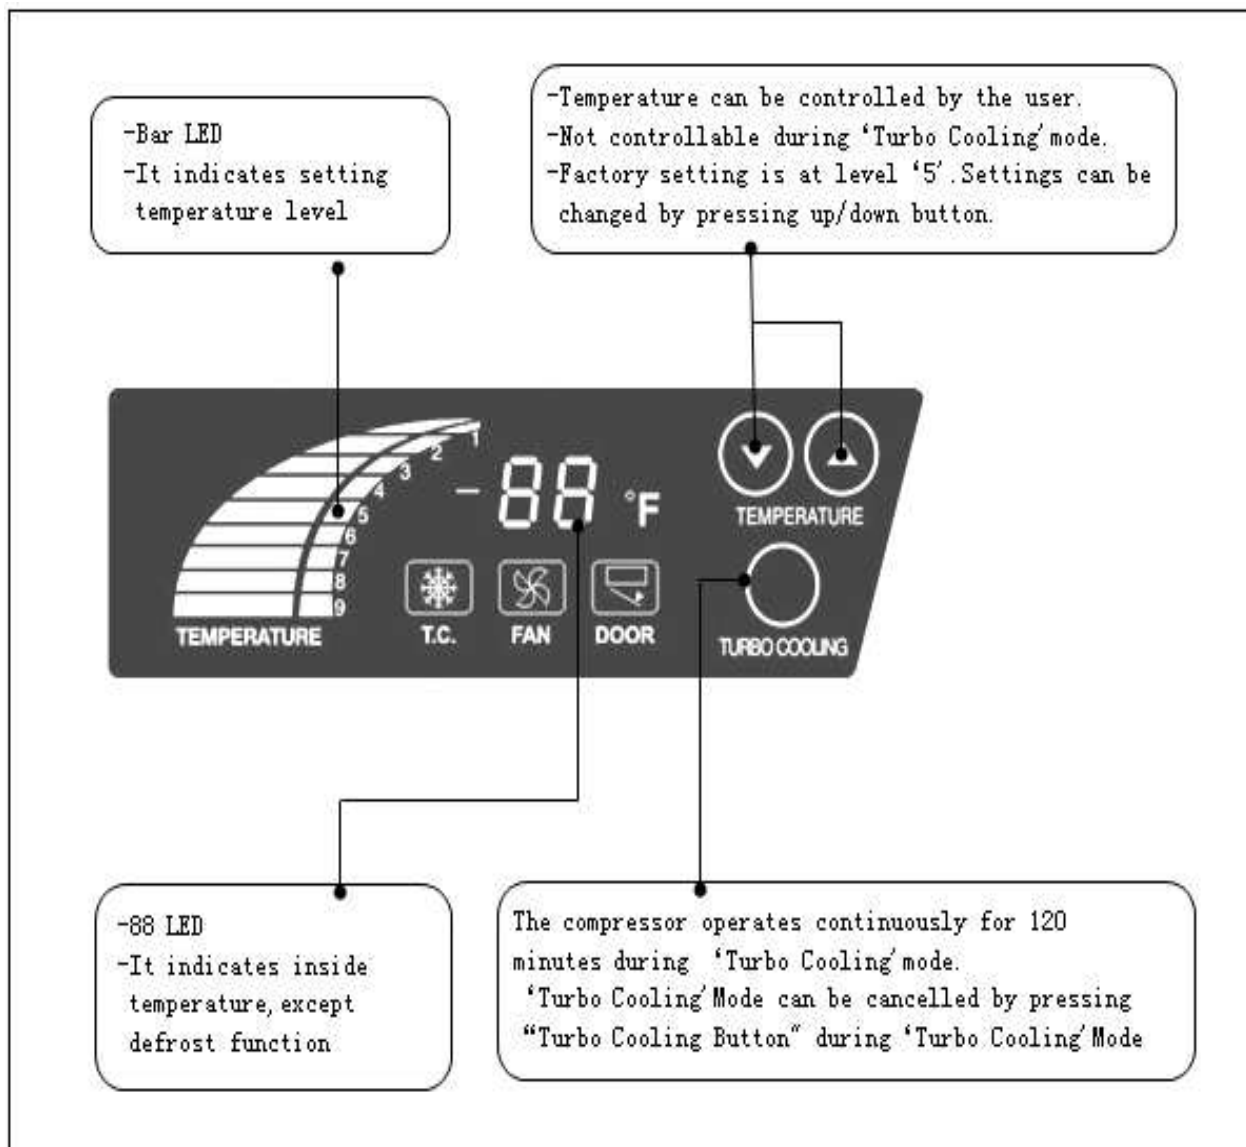 -Bar LED
-It indicates setting
temperature level
-Temperature can be controlled by the user.
-Not controllable during ‘Turbo Cooling’ mode.
-Factory setting is at level ‘5’. Settings can be
changed by pressing up/down button.
1
2
3
4
5
6
7
8
9
TEMPERATURE
-88 °F
T.C.
FAN
DOOR
TEMPERATURE
TURBO COOLING
-88 LED
-It indicates inside
temperature, except
defrost function
The compressor operates continuously for 120
minutes during ‘Turbo Cooling’ mode.
‘Turbo Cooling’ Mode can be cancelled by pressing
“Turbo Cooling Button” during ‘Turbo Cooling’ Mode